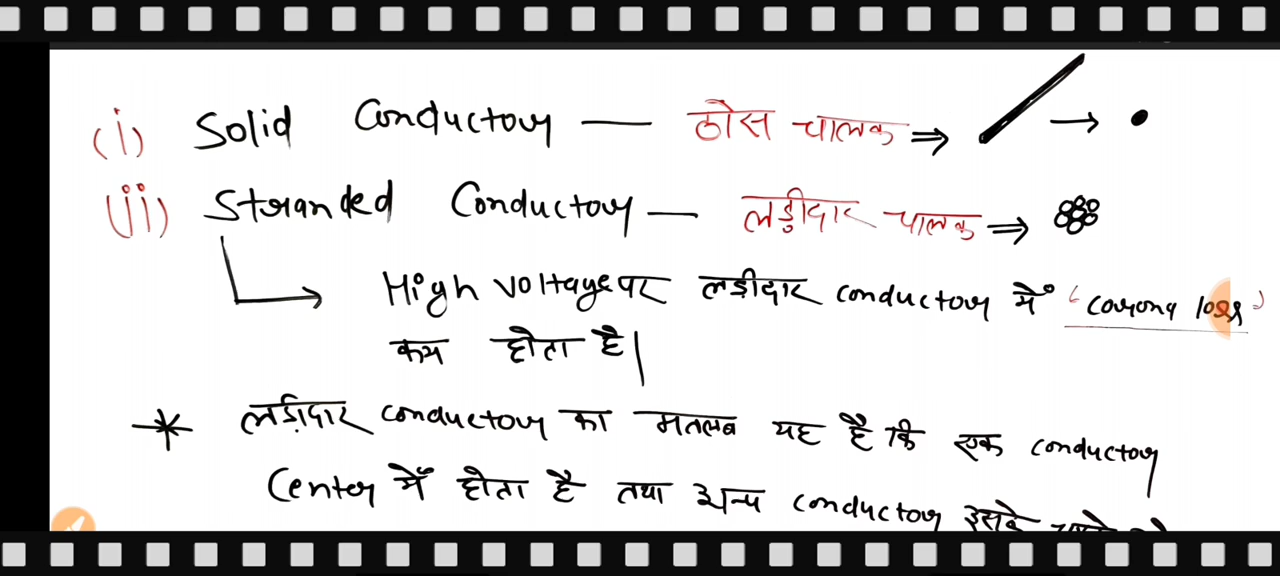 (i) Solid Conductor — ठोस चालक ⇒ →
(ii) Stranded Conductor — लड़ीदार चालक ⇒
High voltage पर लड़ीदार conductor में "corona loss"
कम होता है।
* लड़ीदार conductor का मतलब यह है कि एक conductor
Center में होता है तथा अन्य conductor इसके